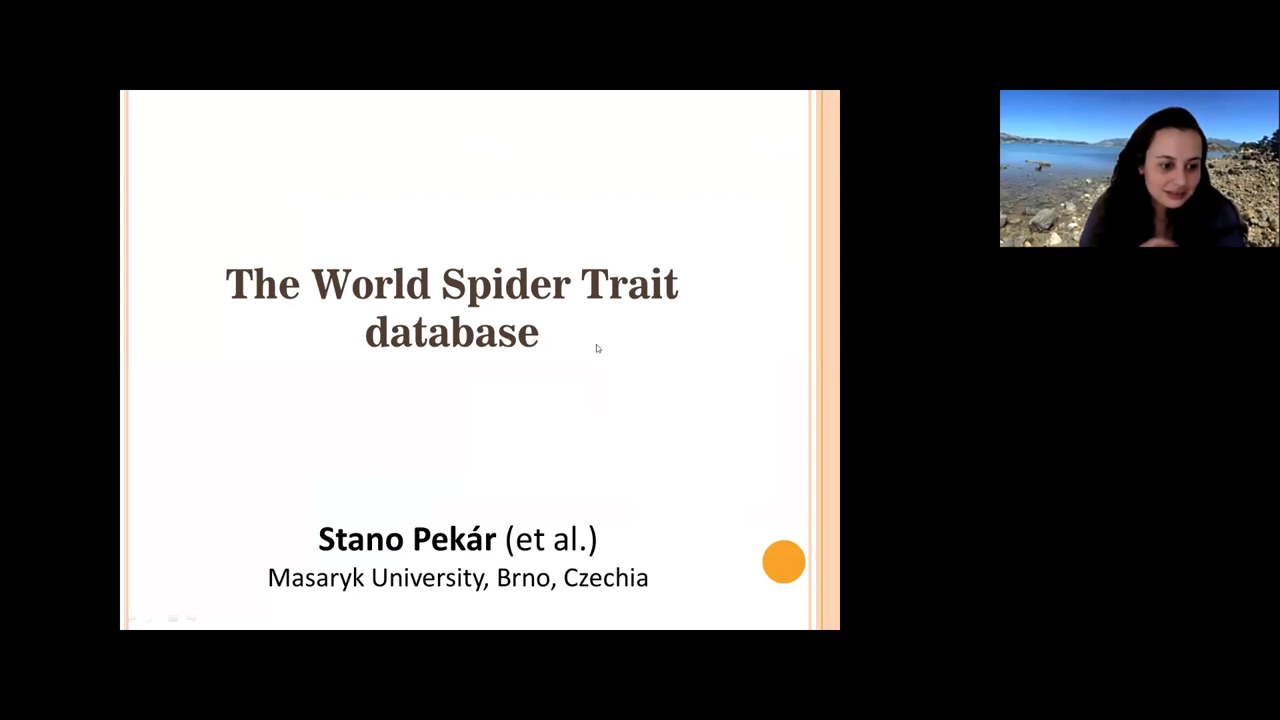 The World Spider Trait
database
Stano Pekár (et al.)
Masaryk University, Brno, Czechia